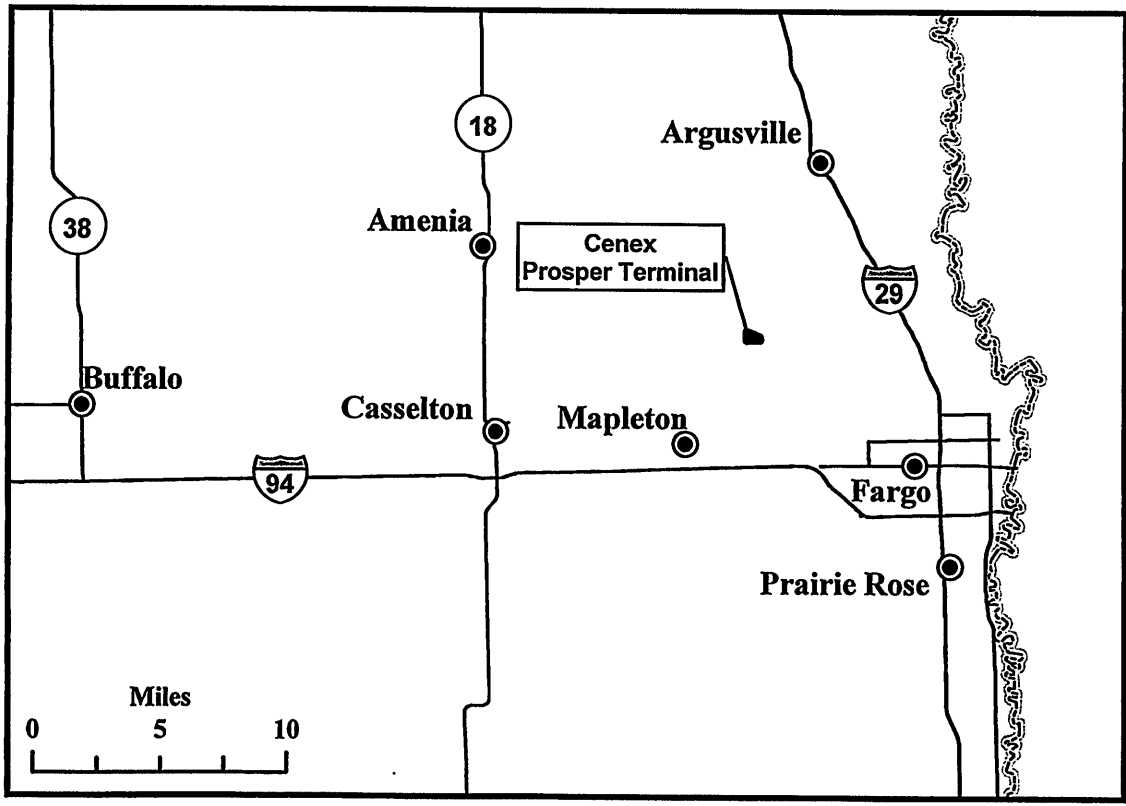 18
Argusville
38
Amenia
Cenex
Prosper Terminal
29
Buffalo
Casselton
Mapleton
94
Fargo
Prairie Rose
Miles
0 5 10